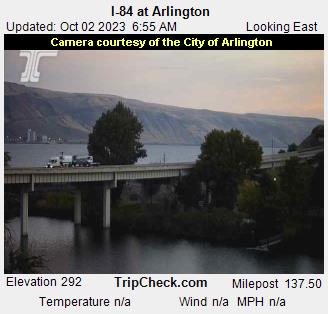 I-84 at Arlington
Updated: Oct 02 2023 6:55 AM Looking East
Camera courtesy of the City of Arlington
Elevation 292 TripCheck.com Milepost 137.50
Temperature n/a Wind n/a MPH n/a